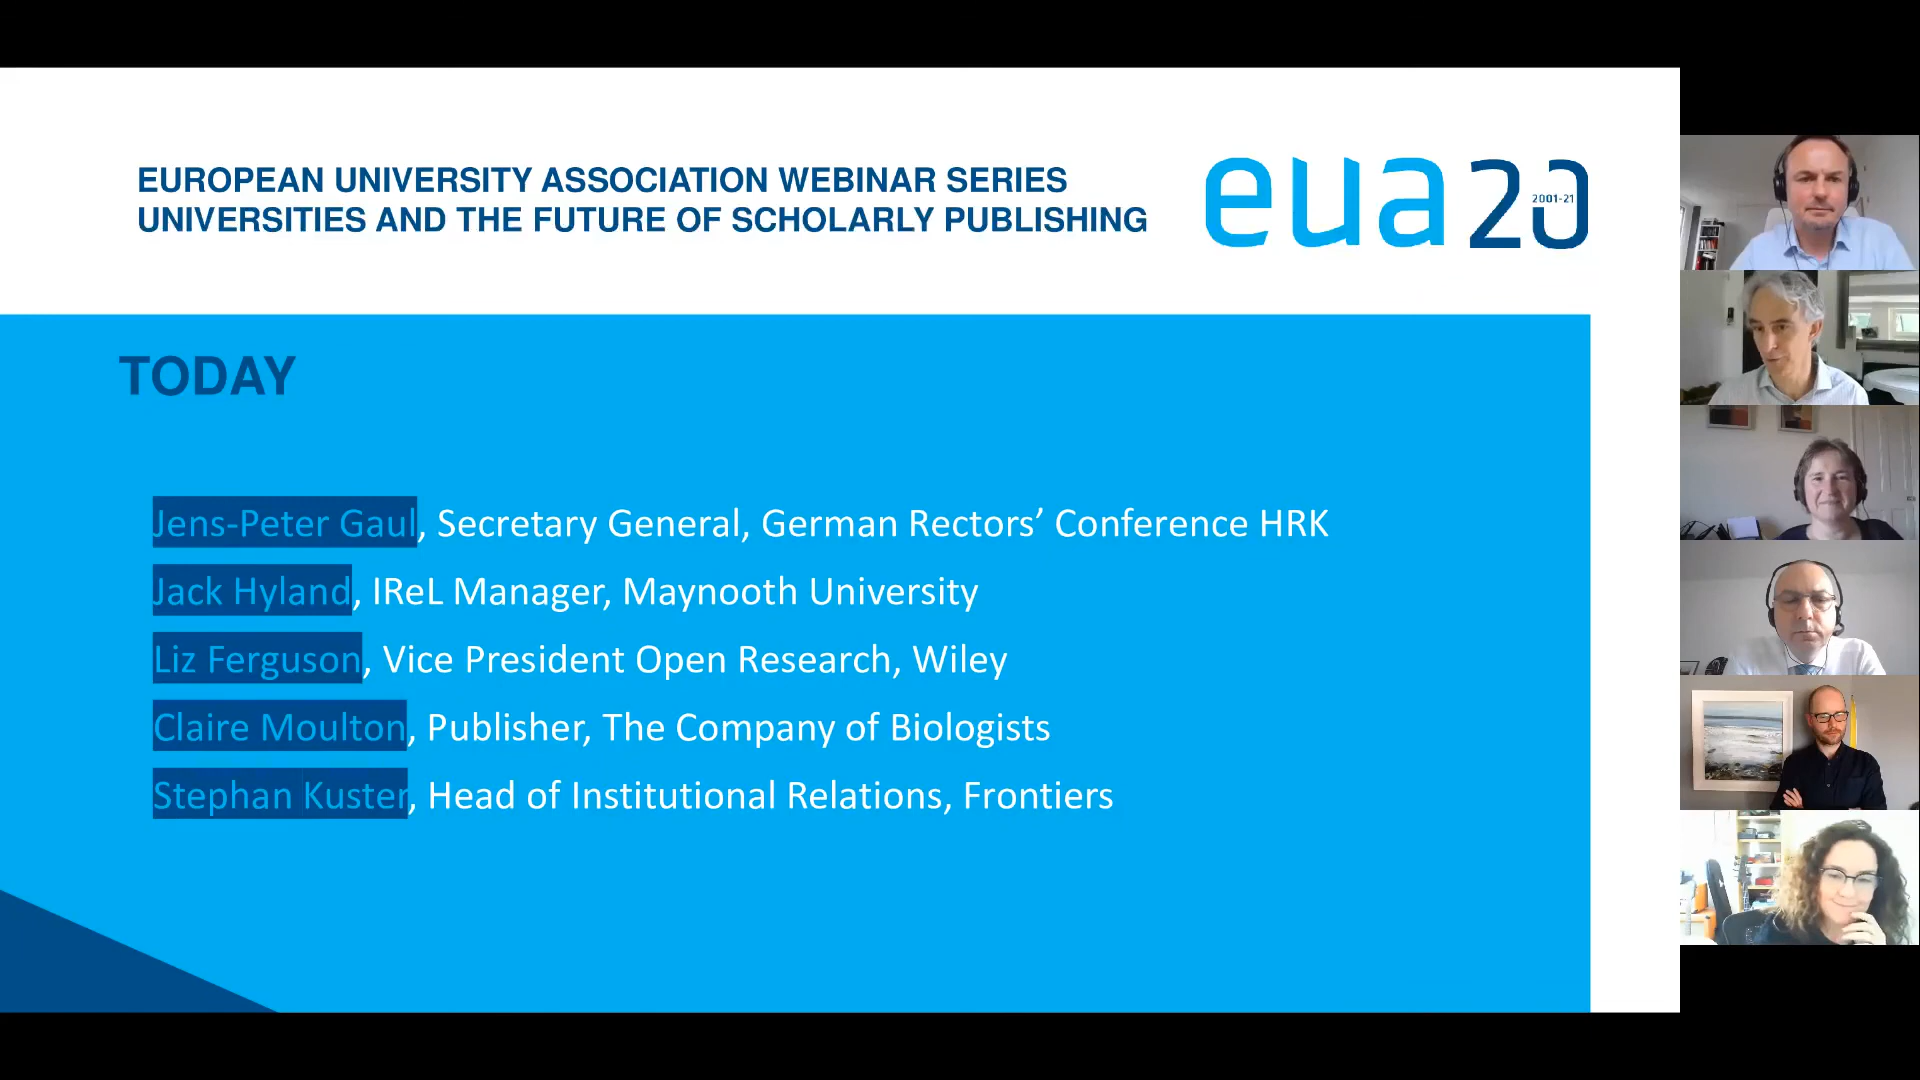 EUROPEAN UNIVERSITY ASSOCIATION WEBINAR SERIES
UNIVERSITIES AND THE FUTURE OF SCHOLARLY PUBLISHING
eua 20
2001-21
TODAY
Jens-Peter Gaul, Secretary General, German Rectors’ Conference HRK
Jack Hyland, IReL Manager, Maynooth University
Liz Ferguson, Vice President Open Research, Wiley
Claire Moulton, Publisher, The Company of Biologists
Stephan Kuster, Head of Institutional Relations, Frontiers